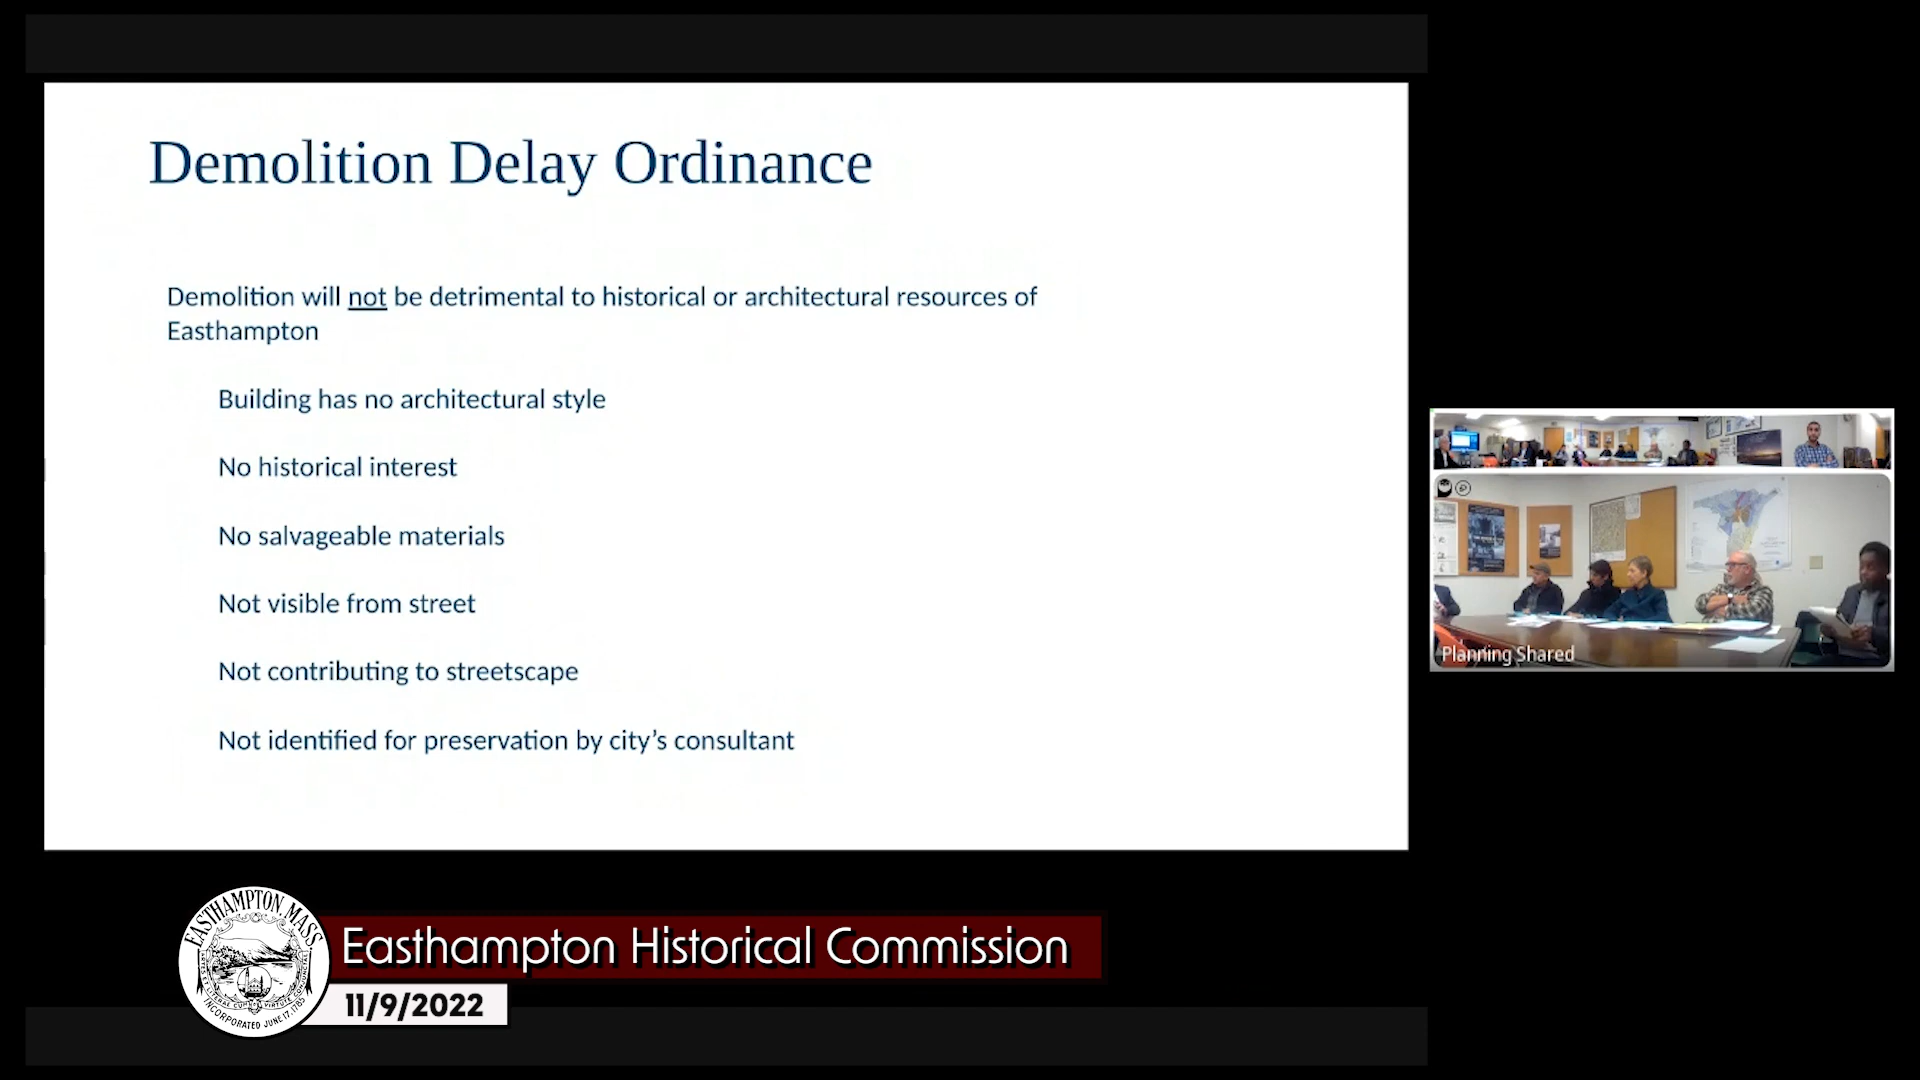 Demolition Delay Ordinance
Demolition will not be detrimental to historical or architectural resources of
Easthampton
Building has no architectural style
No historical interest
No salvageable materials
Not visible from street
Not contributing to streetscape
Not identified for preservation by city’s consultant
Planning Shared
EASTHAMPTON, MASS
INCORPORATED JUNE 17, 1785
Easthampton Historical Commission
11/9/2022